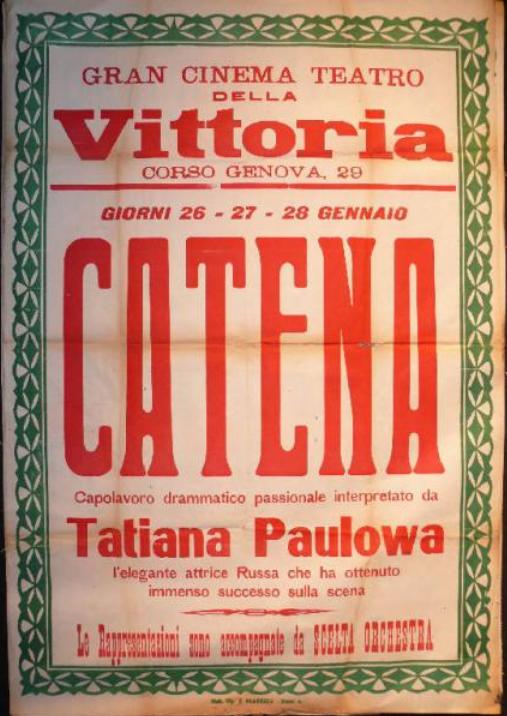 GRAN CINEMA TEATRO
DELLA
Vittoria
CORSO GENOVA, 29
GIORNI 26 - 27 - 28 GENNAIO
CATENA
Capolavoro drammatico passionale interpretato da
Tatiana Paulowa
l'elegante attrice Russa che ha ottenuto
immenso successo sulla scena
Le Rappresentazioni sono accompagnate da SCELTA ORCHESTRA